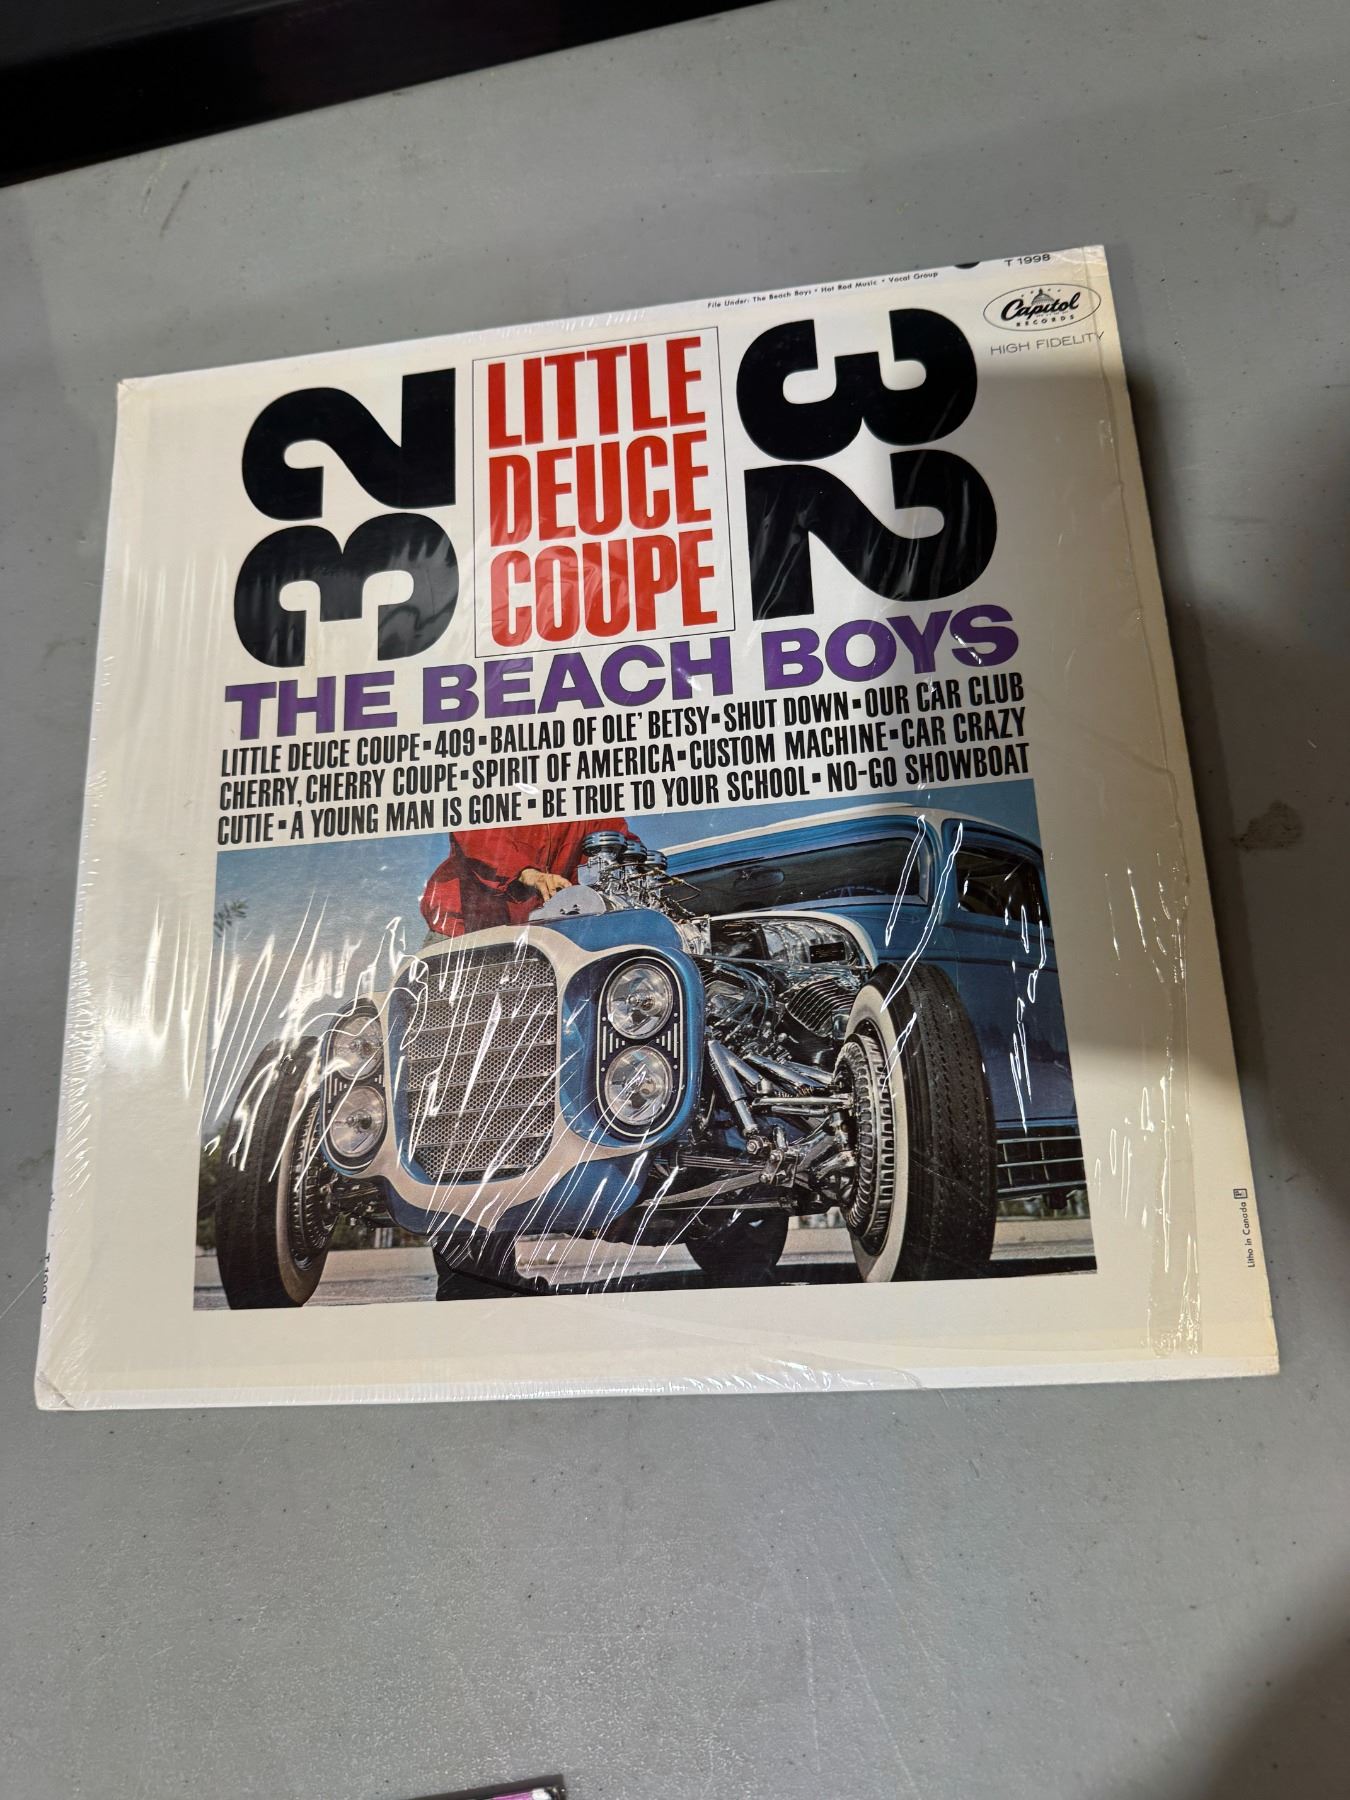 T 1998
File Under: The Beach Boys • Hot Rod Music • Vocal Group
Capitol
RECORDS
HIGH FIDELITY
32
LITTLE
DEUCE
COUPE
32
THE BEACH BOYS
LITTLE DEUCE COUPE▪409▪BALLAD OF OLE' BETSY▪SHUT DOWN▪OUR CAR CLUB
CHERRY, CHERRY COUPE▪SPIRIT OF AMERICA▪CUSTOM MACHINE▪CAR CRAZY
CUTIE▪A YOUNG MAN IS GONE▪BE TRUE TO YOUR SCHOOL▪NO-GO SHOWBOAT
Litho in Canada